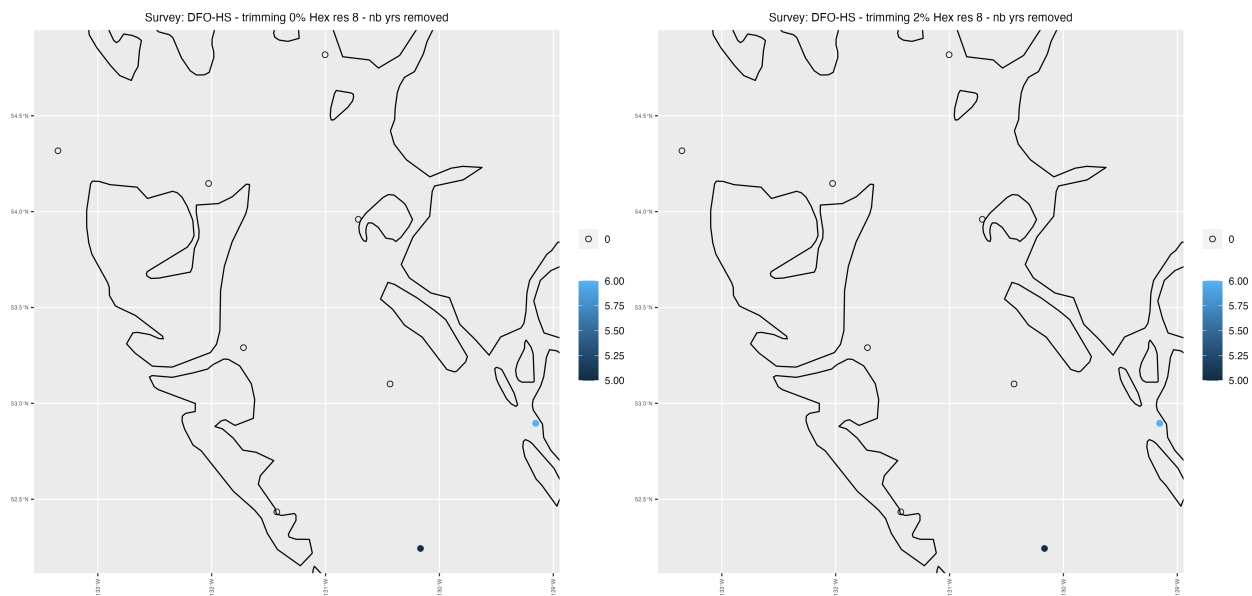 Survey: DFO-HS - trimming 0% Hex res 8 - nb yrs removed
54.5°N
54.0°N
53.5°N
53.0°N
52.5°N
133°W
132°W
131°W
130°W
129°W
0
6.00
5.75
5.50
5.25
5.00
Survey: DFO-HS - trimming 2% Hex res 8 - nb yrs removed
54.5°N
54.0°N
53.5°N
53.0°N
52.5°N
133°W
132°W
131°W
130°W
129°W
0
6.00
5.75
5.50
5.25
5.00